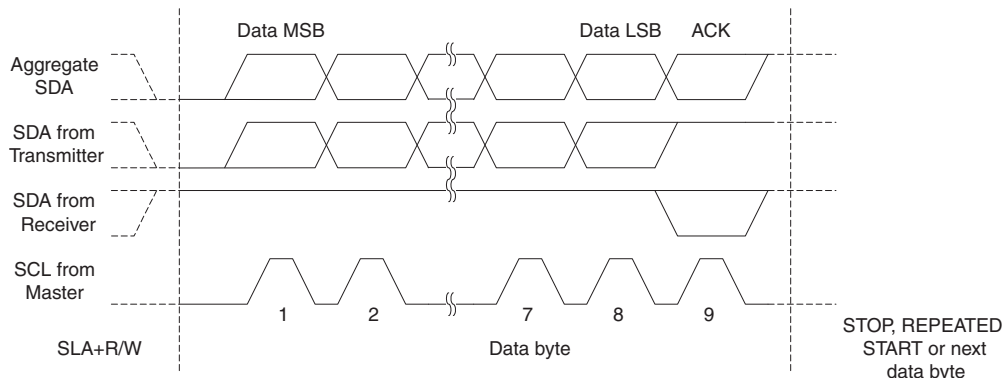 Data MSB
Data LSB
ACK
Aggregate
SDA
SDA from
Transmitter
SDA from
Receiver
SCL from
Master
1
2
7
8
9
SLA+R/W
Data byte
STOP, REPEATED
START or next
data byte